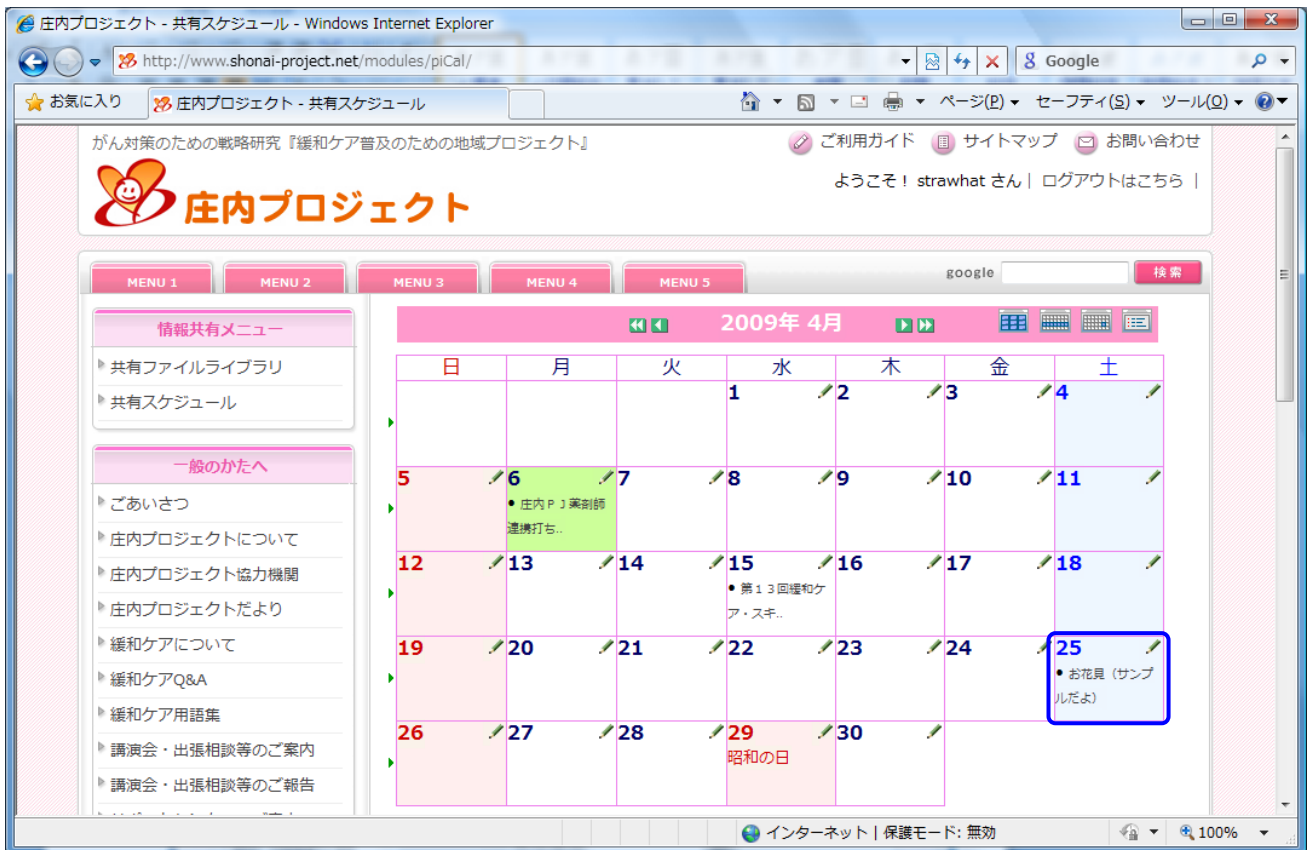 庄内プロジェクト - 共有スケジュール - Windows Internet Explorer
http://www.shonai-project.net/modules/piCal/
Google
お気に入り
庄内プロジェクト - 共有スケジュール
ページ(P)
セーフティ(S)
ツール(O)
がん対策のための戦略研究『緩和ケア普及のための地域プロジェクト』
ご利用ガイド
サイトマップ
お問い合わせ
ようこそ！ strawhat さん｜ ログアウトはこちら ｜
庄内プロジェクト
MENU 1
MENU 2
MENU 3
MENU 4
MENU 5
google
検索
情報共有メニュー
共有ファイルライブラリ
共有スケジュール
一般のかたへ
ごあいさつ
庄内プロジェクトについて
庄内プロジェクト協力機関
庄内プロジェクトだより
緩和ケアについて
緩和ケアQ&A
緩和ケア用語集
講演会・出張相談等のご案内
講演会・出張相談等のご報告
2009年 4月
日 月 火 水 木 金 土
1 2 3 4
5 6 7 8 9 10 11
• 庄内ＰＪ薬剤師
連携打ち..
12 13 14 15 16 17 18
• 第１３回緩和ケ
ア・スキ..
19 20 21 22 23 24 25
• お花見（サンプ
ルだよ）
26 27 28 29 30
昭和の日
インターネット | 保護モード: 無効
100%